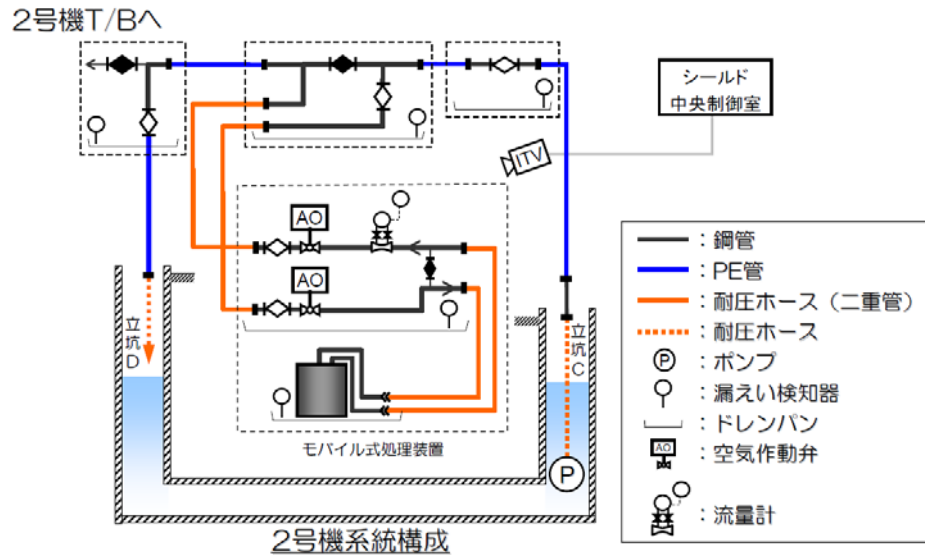 2号機T/Bへ
シールド
中央制御室
ITV
AO
AO
立坑D
立坑C
P
モバイル式処理装置
2号機系統構成
：鋼管
：PE管
：耐圧ホース（二重管）
：耐圧ホース
P：ポンプ
：漏えい検知器
：ドレンパン
AO：空気作動弁
：流量計